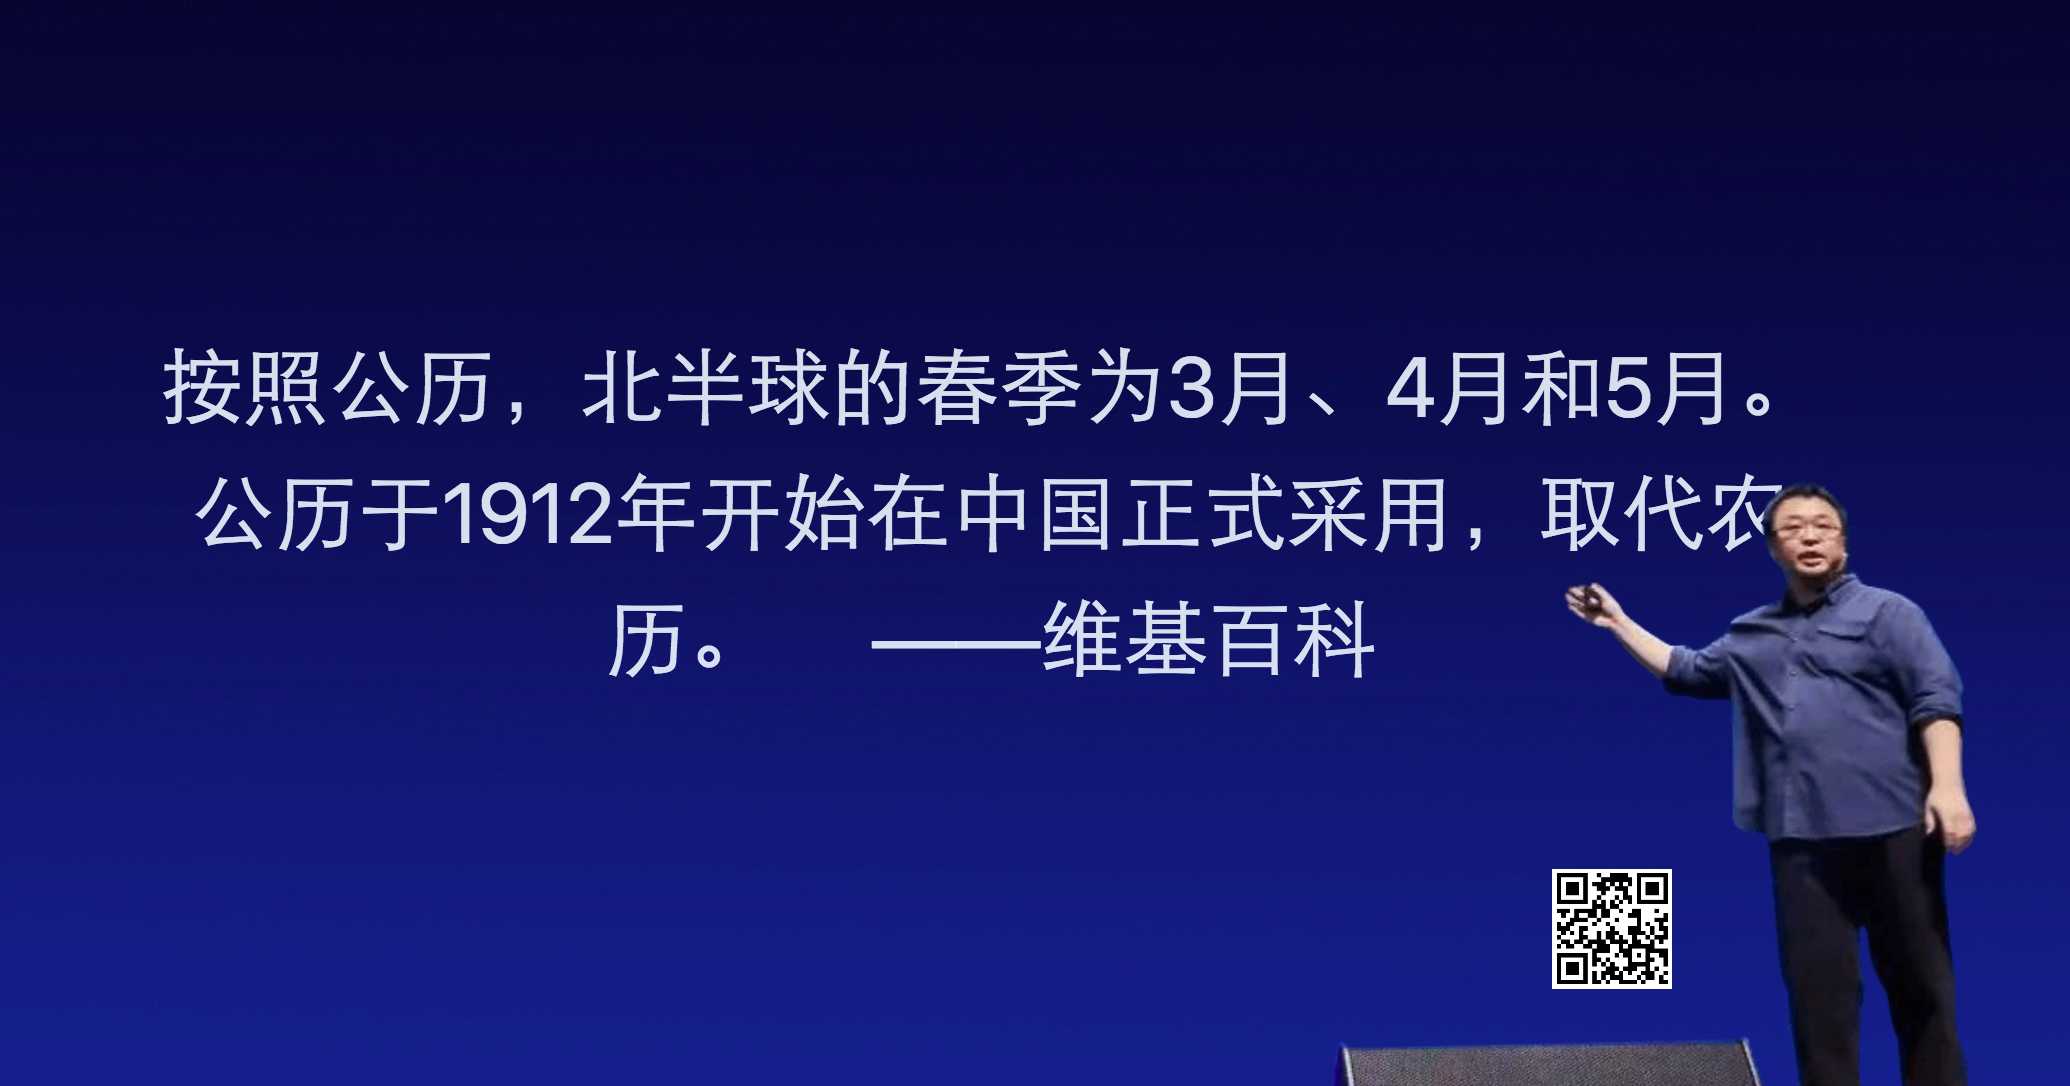 按照公历，北半球的春季为3月、4月和5月。
公历于1912年开始在中国正式采用，取代农
历。 ——维基百科